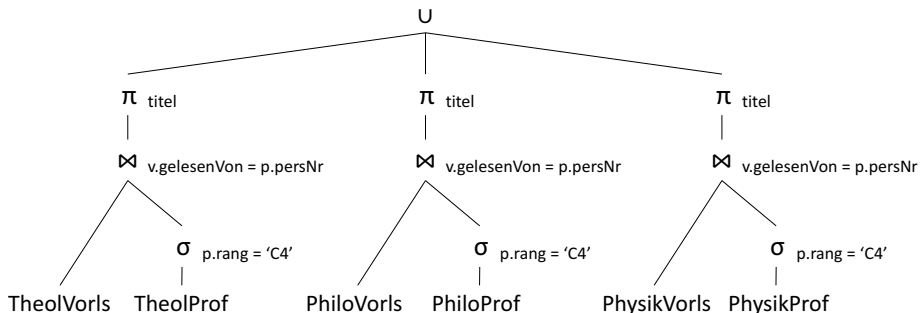 ∪
π titel π titel π titel
⋈ v.gelesenVon = p.persNr ⋈ v.gelesenVon = p.persNr ⋈ v.gelesenVon = p.persNr
σ p.rang = ‘C4’ σ p.rang = ‘C4’ σ p.rang = ‘C4’
TheolVorls TheolProf PhiloVorls PhiloProf PhysikVorls PhysikProf